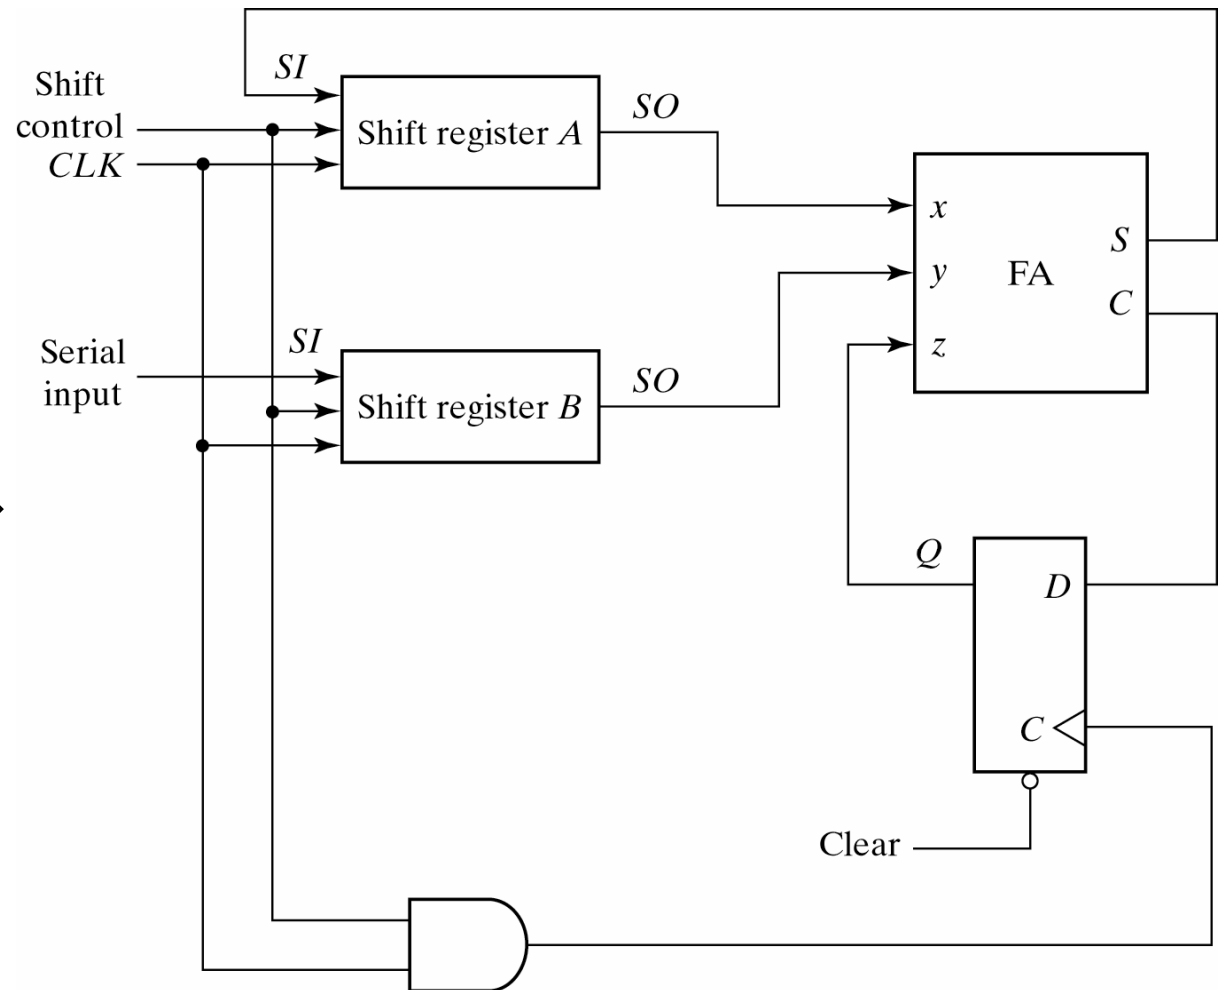 SI
Shift
control
CLK
Shift register A
SO
x
y
z
FA
S
C
Serial
input
SI
Shift register B
SO
Q
D
C
Clear